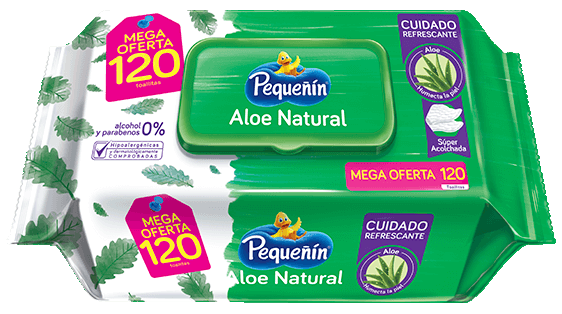 MEGA
OFERTA
120
toallitas
alcohol
y parabenos 0%
Hipoalergénicas
y dermatológicamente
COMPROBADAS
Pequeñín
Aloe Natural
CUIDADO
REFRESCANTE
Aloe
Humecta la piel
Súper
Acolchada
MEGA OFERTA 120
Toallitas
MEGA
OFERTA
120
toallitas
Pequeñín
Aloe Natural
CUIDADO
REFRESCANTE
Aloe
Humecta la piel